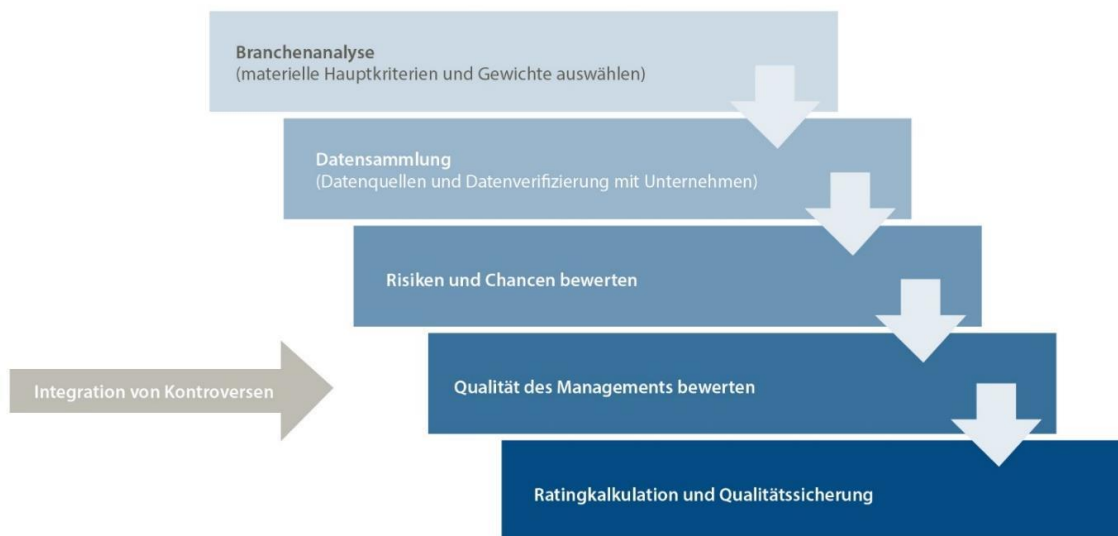 Branchenanalyse
(materielle Hauptkriterien und Gewichte auswählen)
Datensammlung
(Datenquellen und Datenverifizierung mit Unternehmen)
Risiken und Chancen bewerten
Integration von Kontroversen
Qualität des Managements bewerten
Ratingkalkulation und Qualitätssicherung